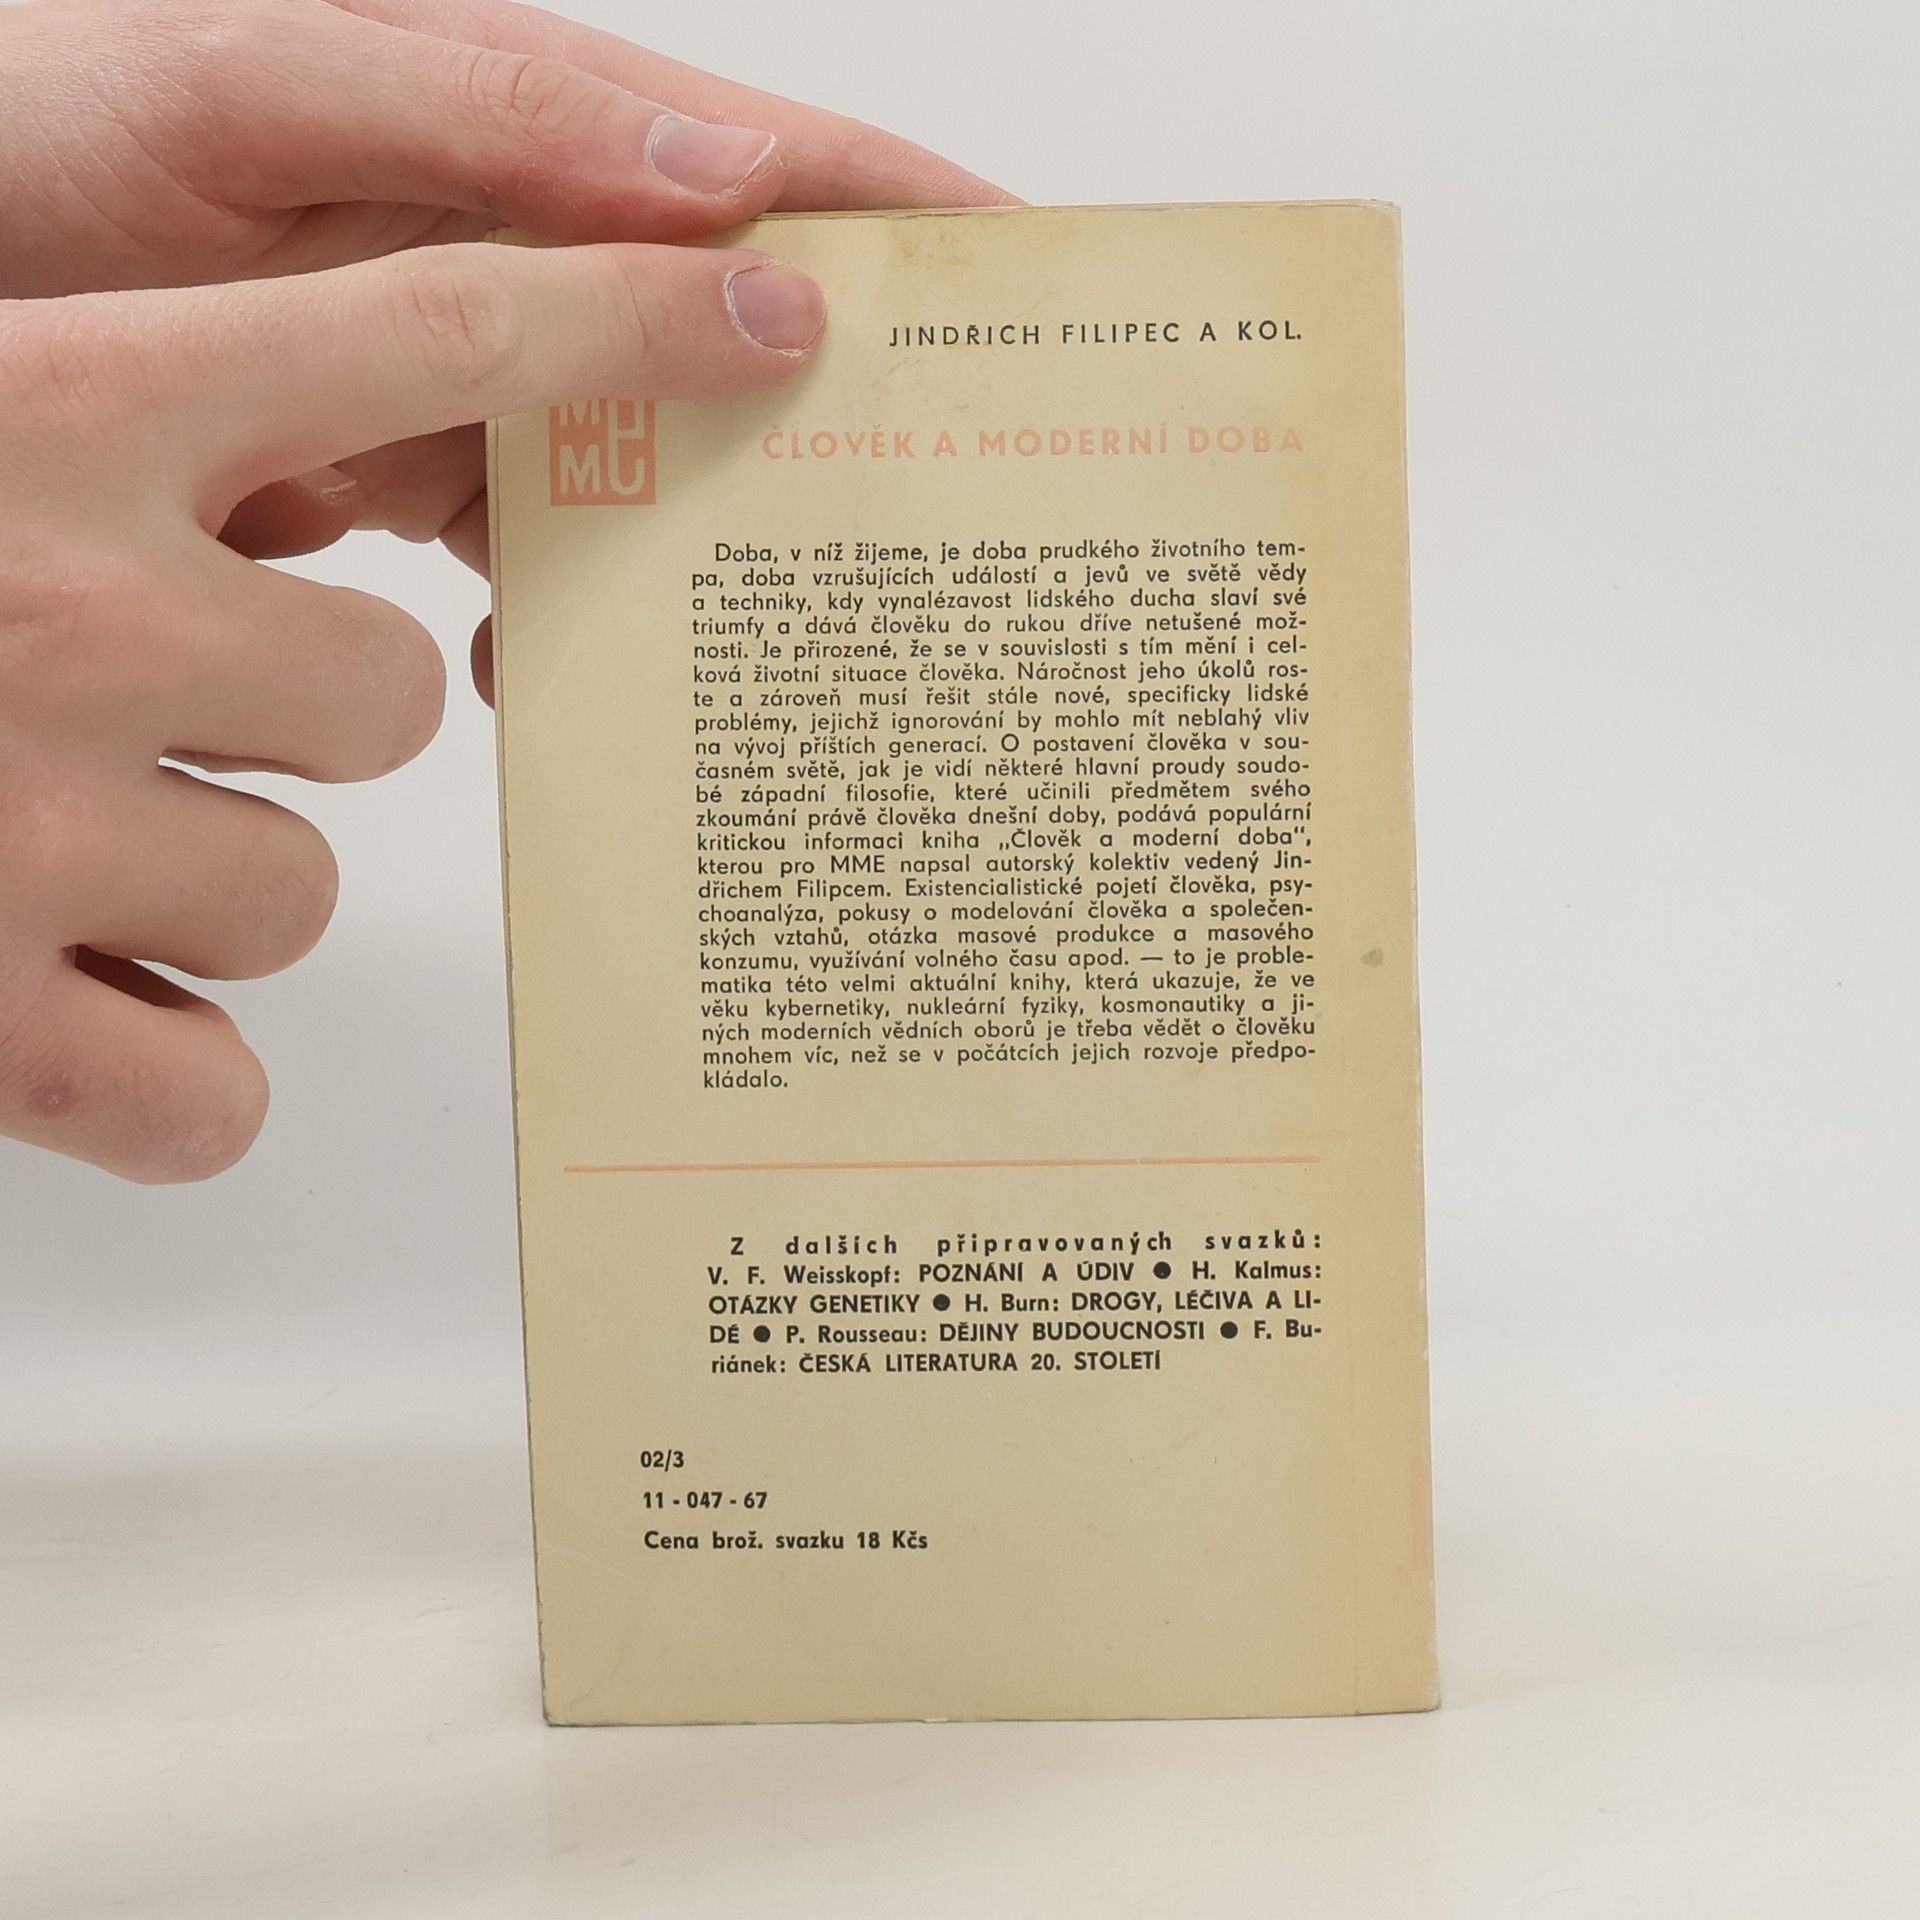 JINDŘICH FILIPEC A KOL.
ČLOVĚK A MODERNÍ DOBA
Doba, v níž žijeme, je doba prudkého životního tem-
pa, doba vzrušujících událostí a jevů ve světě vědy
a techniky, kdy vynalézavost lidského ducha slaví své
triumfy a dává člověku do rukou dříve netušené mož-
nosti. Je přirozené, že se v souvislosti s tím mění i cel-
ková životní situace člověka. Náročnost jeho úkolů ros-
te a zároveň musí řešit stále nové, specificky lidské
problémy, jejichž ignorování by mohlo mít neblahý vliv
na vývoj příštích generací. O postavení člověka v sou-
časném světě, jak je vidí některé hlavní proudy soudo-
bé západní filosofie, které učinili předmětem svého
zkoumání právě člověka dnešní doby, podává populární
kritickou informaci kniha „Člověk a moderní doba“,
kterou pro MME napsal autorský kolektiv vedený Jin-
dřichem Filipcem. Existencialistické pojetí člověka, psy-
choanalýza, pokusy o modelování člověka a společen-
ských vztahů, otázka masové produkce a masového
konzumu, využívání volného času apod. — to je proble-
matika této velmi aktuální knihy, která ukazuje, že ve
věku kybernetiky, nukleární fyziky, kosmonautiky a ji-
ných moderních vědních oborů je třeba vědět o člověku
mnohem víc, než se v počátcích jejich rozvoje předpo-
kládalo.
Z dalších připravovaných svazků:
V. F. Weisskopf: POZNÁNÍ A ÚDIV ● H. Kalmus:
OTÁZKY GENETIKY ● H. Burn: DROGY, LÉČIVA A LI-
DÉ ● P. Rousseau: DĚJINY BUDOUCNOSTI ● F. Bu-
riánek: ČESKÁ LITERATURA 20. STOLETÍ
02/3
11 - 047 - 67
Cena brož. svazku 18 Kčs